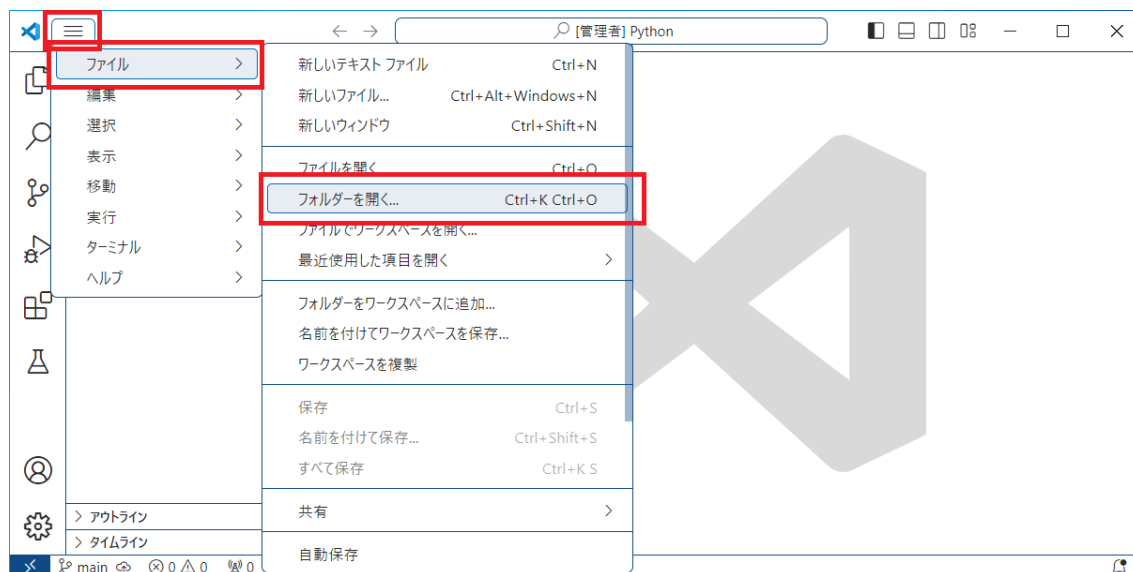 [管理者] Python
ファイル
編集
選択
表示
移動
実行
ターミナル
ヘルプ
新しいテキスト ファイル Ctrl+N
新しいファイル... Ctrl+Alt+Windows+N
新しいウィンドウ Ctrl+Shift+N
ファイルを開く Ctrl+O
フォルダーを開く... Ctrl+K Ctrl+O
ファイルでワークスペースを開く...
最近使用した項目を開く
フォルダーをワークスペースに追加...
名前を付けてワークスペースを保存...
ワークスペースを複製
保存 Ctrl+S
名前を付けて保存... Ctrl+Shift+S
すべて保存 Ctrl+K S
共有
自動保存
アウトライン
タイムライン
main 0 0 0